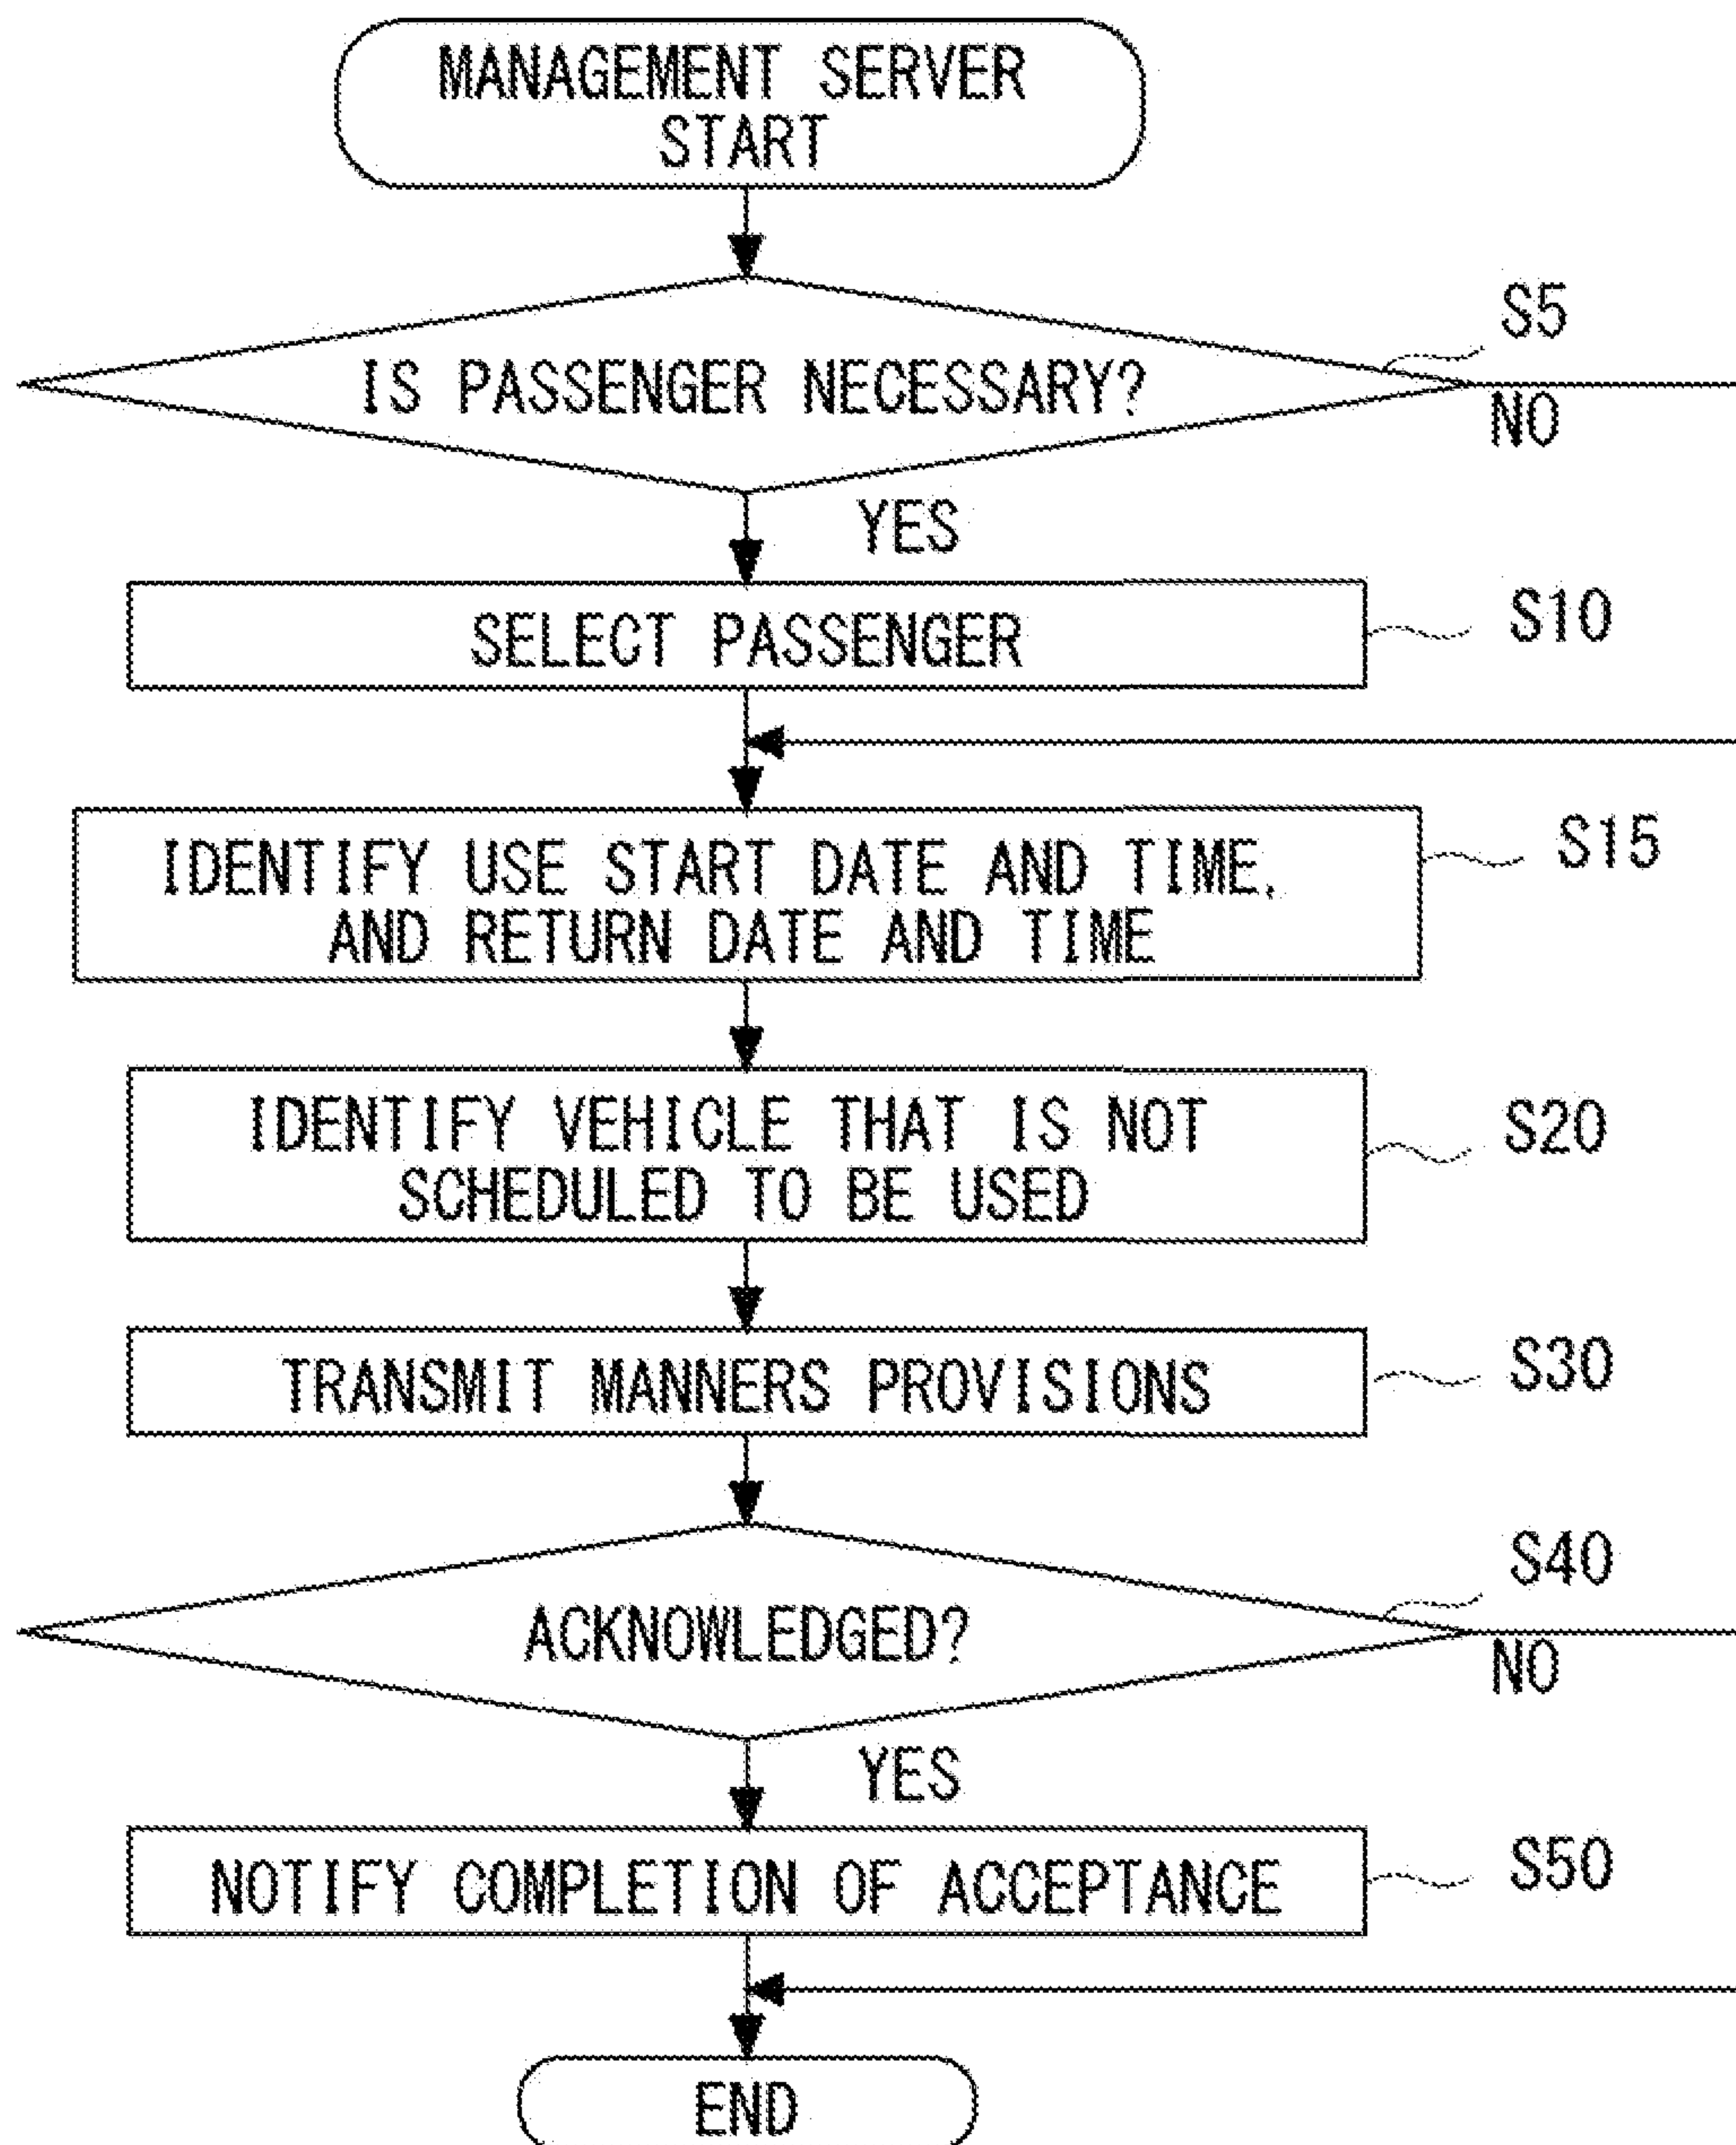 MANAGEMENT SERVER
START
S5
IS PASSENGER NECESSARY?
NO
YES
SELECT PASSENGER
S10
IDENTIFY USE START DATE AND TIME,
AND RETURN DATE AND TIME
S15
IDENTIFY VEHICLE THAT IS NOT
SCHEDULED TO BE USED
S20
TRANSMIT MANNERS PROVISIONS
S30
S40
ACKNOWLEDGED?
NO
YES
NOTIFY COMPLETION OF ACCEPTANCE
S50
END